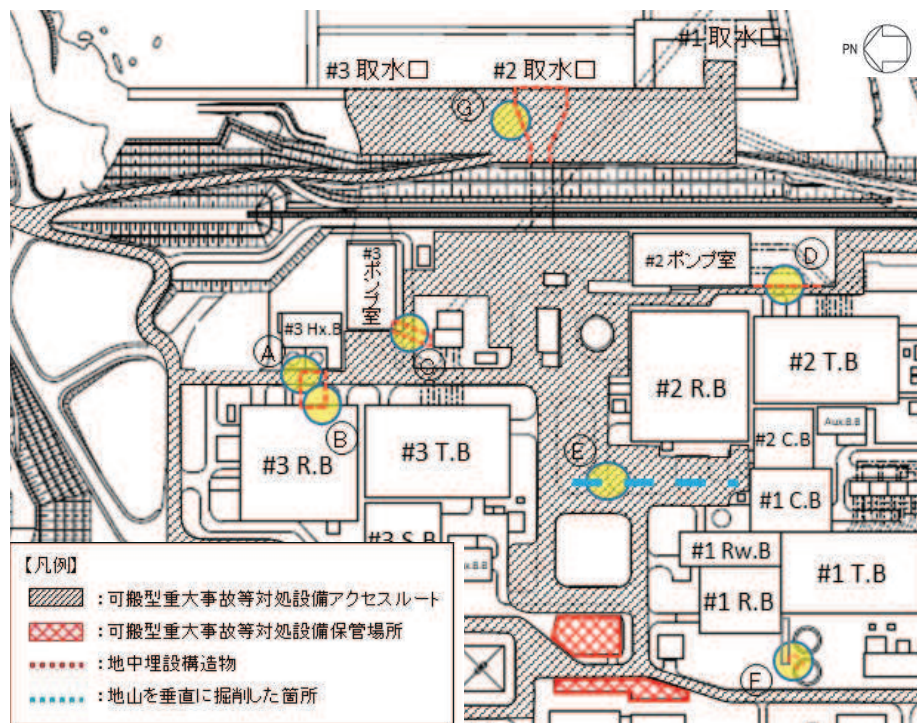 #1 取水口
PN
#3 取水口
#2 取水口
G
D
#3 ポンプ室
#2 ポンプ室
#3 Hx.B
A
C
#2 R.B
#2 T.B
B
Aux.B.B
#3 R.B
#3 T.B
#2 C.B
E
#1 C.B
#3 S.B
#1 Rw.B
#1 T.B
#1 R.B
F
【凡例】
:可搬型重大事故等対処設備アクセスルート
:可搬型重大事故等対処設備保管場所
:地中埋設構造物
:地山を垂直に掘削した箇所